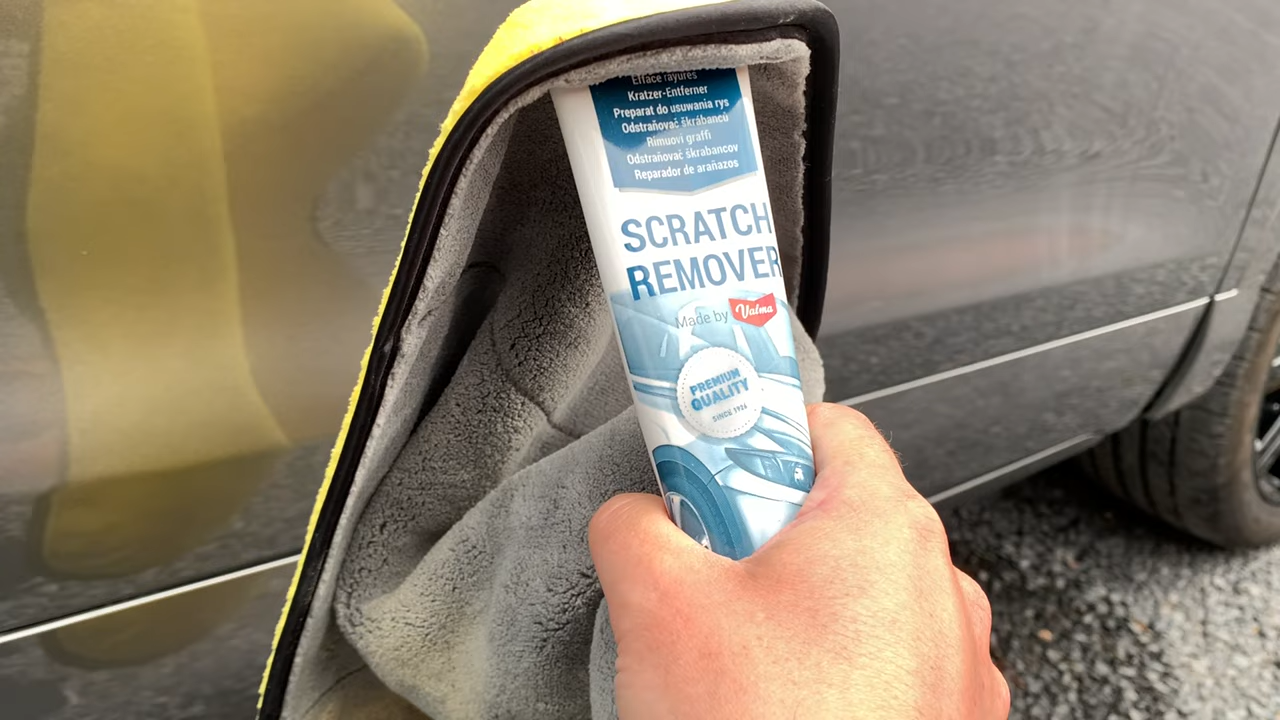 Efface rayures
Kratzer-Entferner
Preparat do usuwania rys
Odstraňovač škrábanců
Rimuovi graffi
Odstraňovač škrabancov
Reparador de arañazos
SCRATCH
REMOVER
Made by Valma
PREMIUM
QUALITY
SINCE 1926